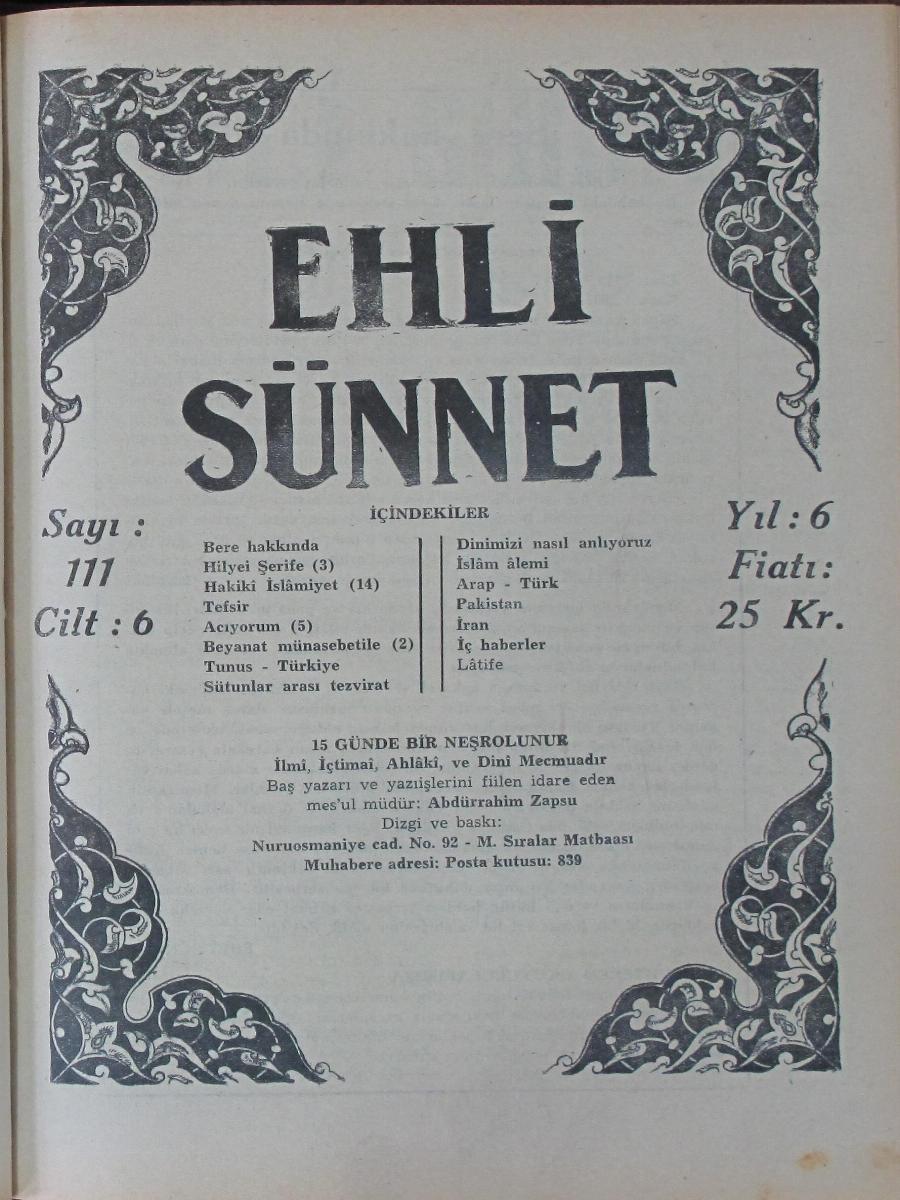 EHLİ
SÜNNET
Sayı :
111
Cilt : 6
Yıl : 6
Fiatı:
25 Kr.
İÇİNDEKİLER
Bere hakkında
Hilyei Şerife (3)
Hakiki İslâmiyet (14)
Tefsir
Acıyorum (5)
Beyanat münasebetile (2)
Tunus - Türkiye
Sütunlar arası tezvirat
Dinimizi nasıl anlıyoruz
İslâm âlemi
Arap - Türk
Pakistan
İran
İç haberler
Lâtife
15 GÜNDE BİR NEŞROLUNUR
İlmî, İçtimaî, Ahlâkî, ve Dinî Mecmuadır
Baş yazarı ve yazıişlerini fiilen idare eden
mes'ul müdür: Abdürrahim Zapsu
Dizgi ve baskı:
Nuruosmaniye cad. No. 92 - M. Sıralar Matbaası
Muhabere adresi: Posta kutusu: 839